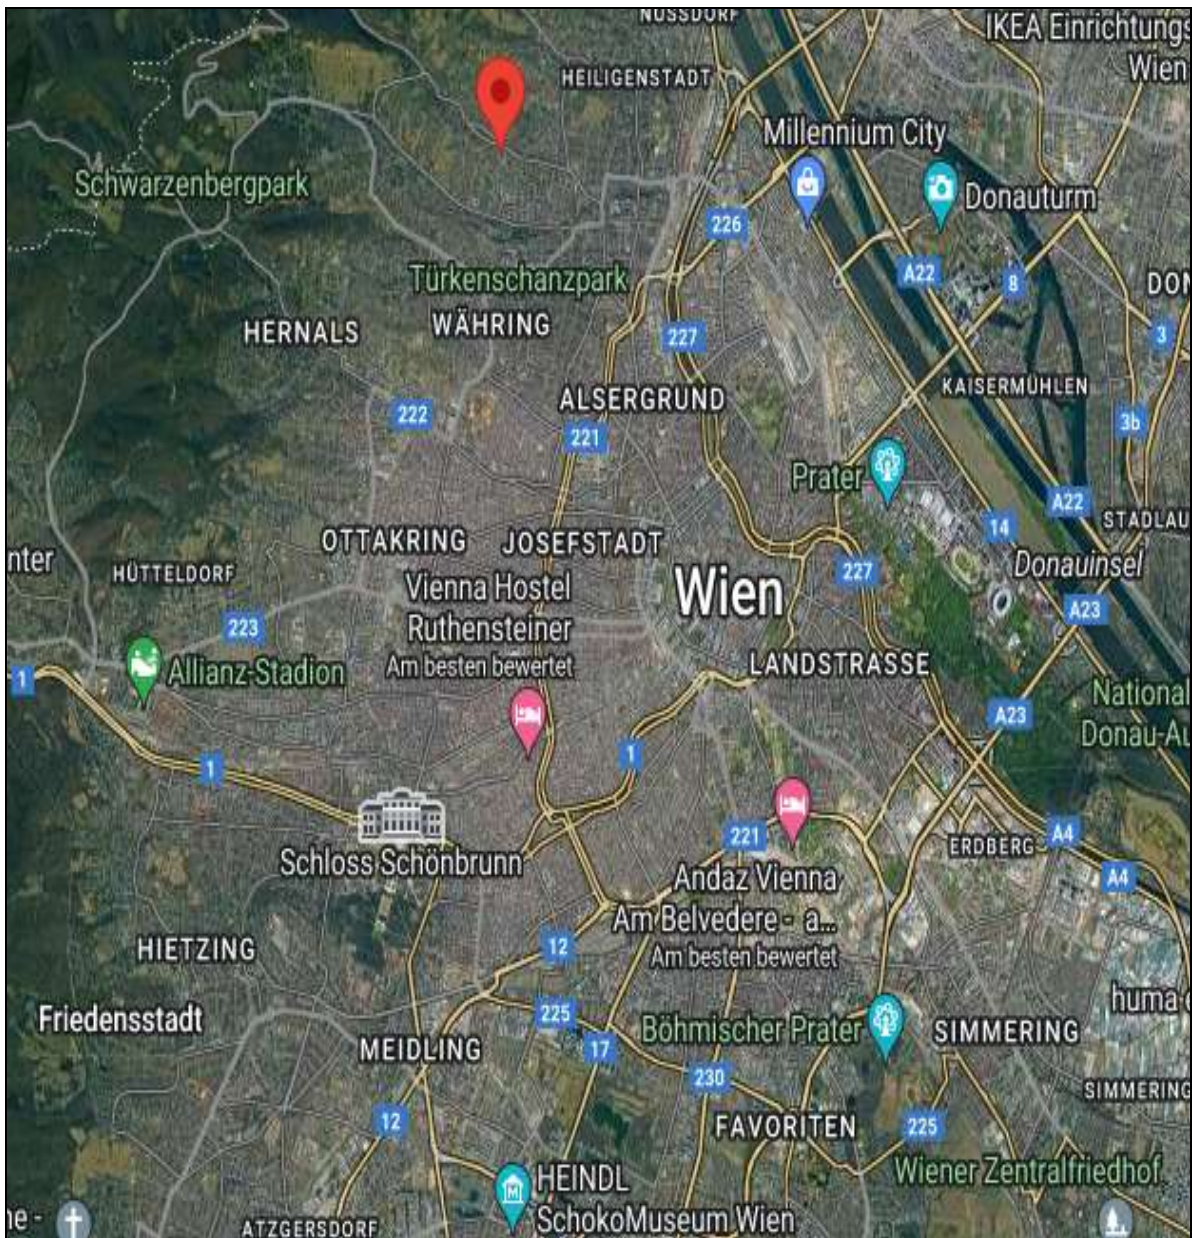 NUSSDORF
IKEA Einrichtungs
Wien
HEILIGENSTADT
Millennium City
Schwarzenbergpark
Donauturm
226
A22
8
Türkenschanzpark
DON
HERNALS
WÄHRING
227
3
KAISERMÜHLEN
ALSERGRUND
222
221
3b
Prater
A22
14
STADLAU
OTTAKRING
JOSEFSTADT
nter
HÜTTELDORF
Donauinsel
227
Vienna Hostel
Ruthensteiner
Am besten bewertet
Wien
A23
223
Allianz-Stadion
LANDSTRASSE
1
National
Donau-Au
A23
1
1
Schloss Schönbrunn
221
A4
ERDBERG
A4
Andaz Vienna
Am Belvedere - a...
Am besten bewertet
HIETZING
12
Friedensstadt
huma
225
Böhmischer Prater
SIMMERING
MEIDLING
17
230
SIMMERING
12
FAVORITEN
225
Wiener Zentralfriedhof
HEINDL
SchokoMuseum Wien
ne -
ATZGERSDORF